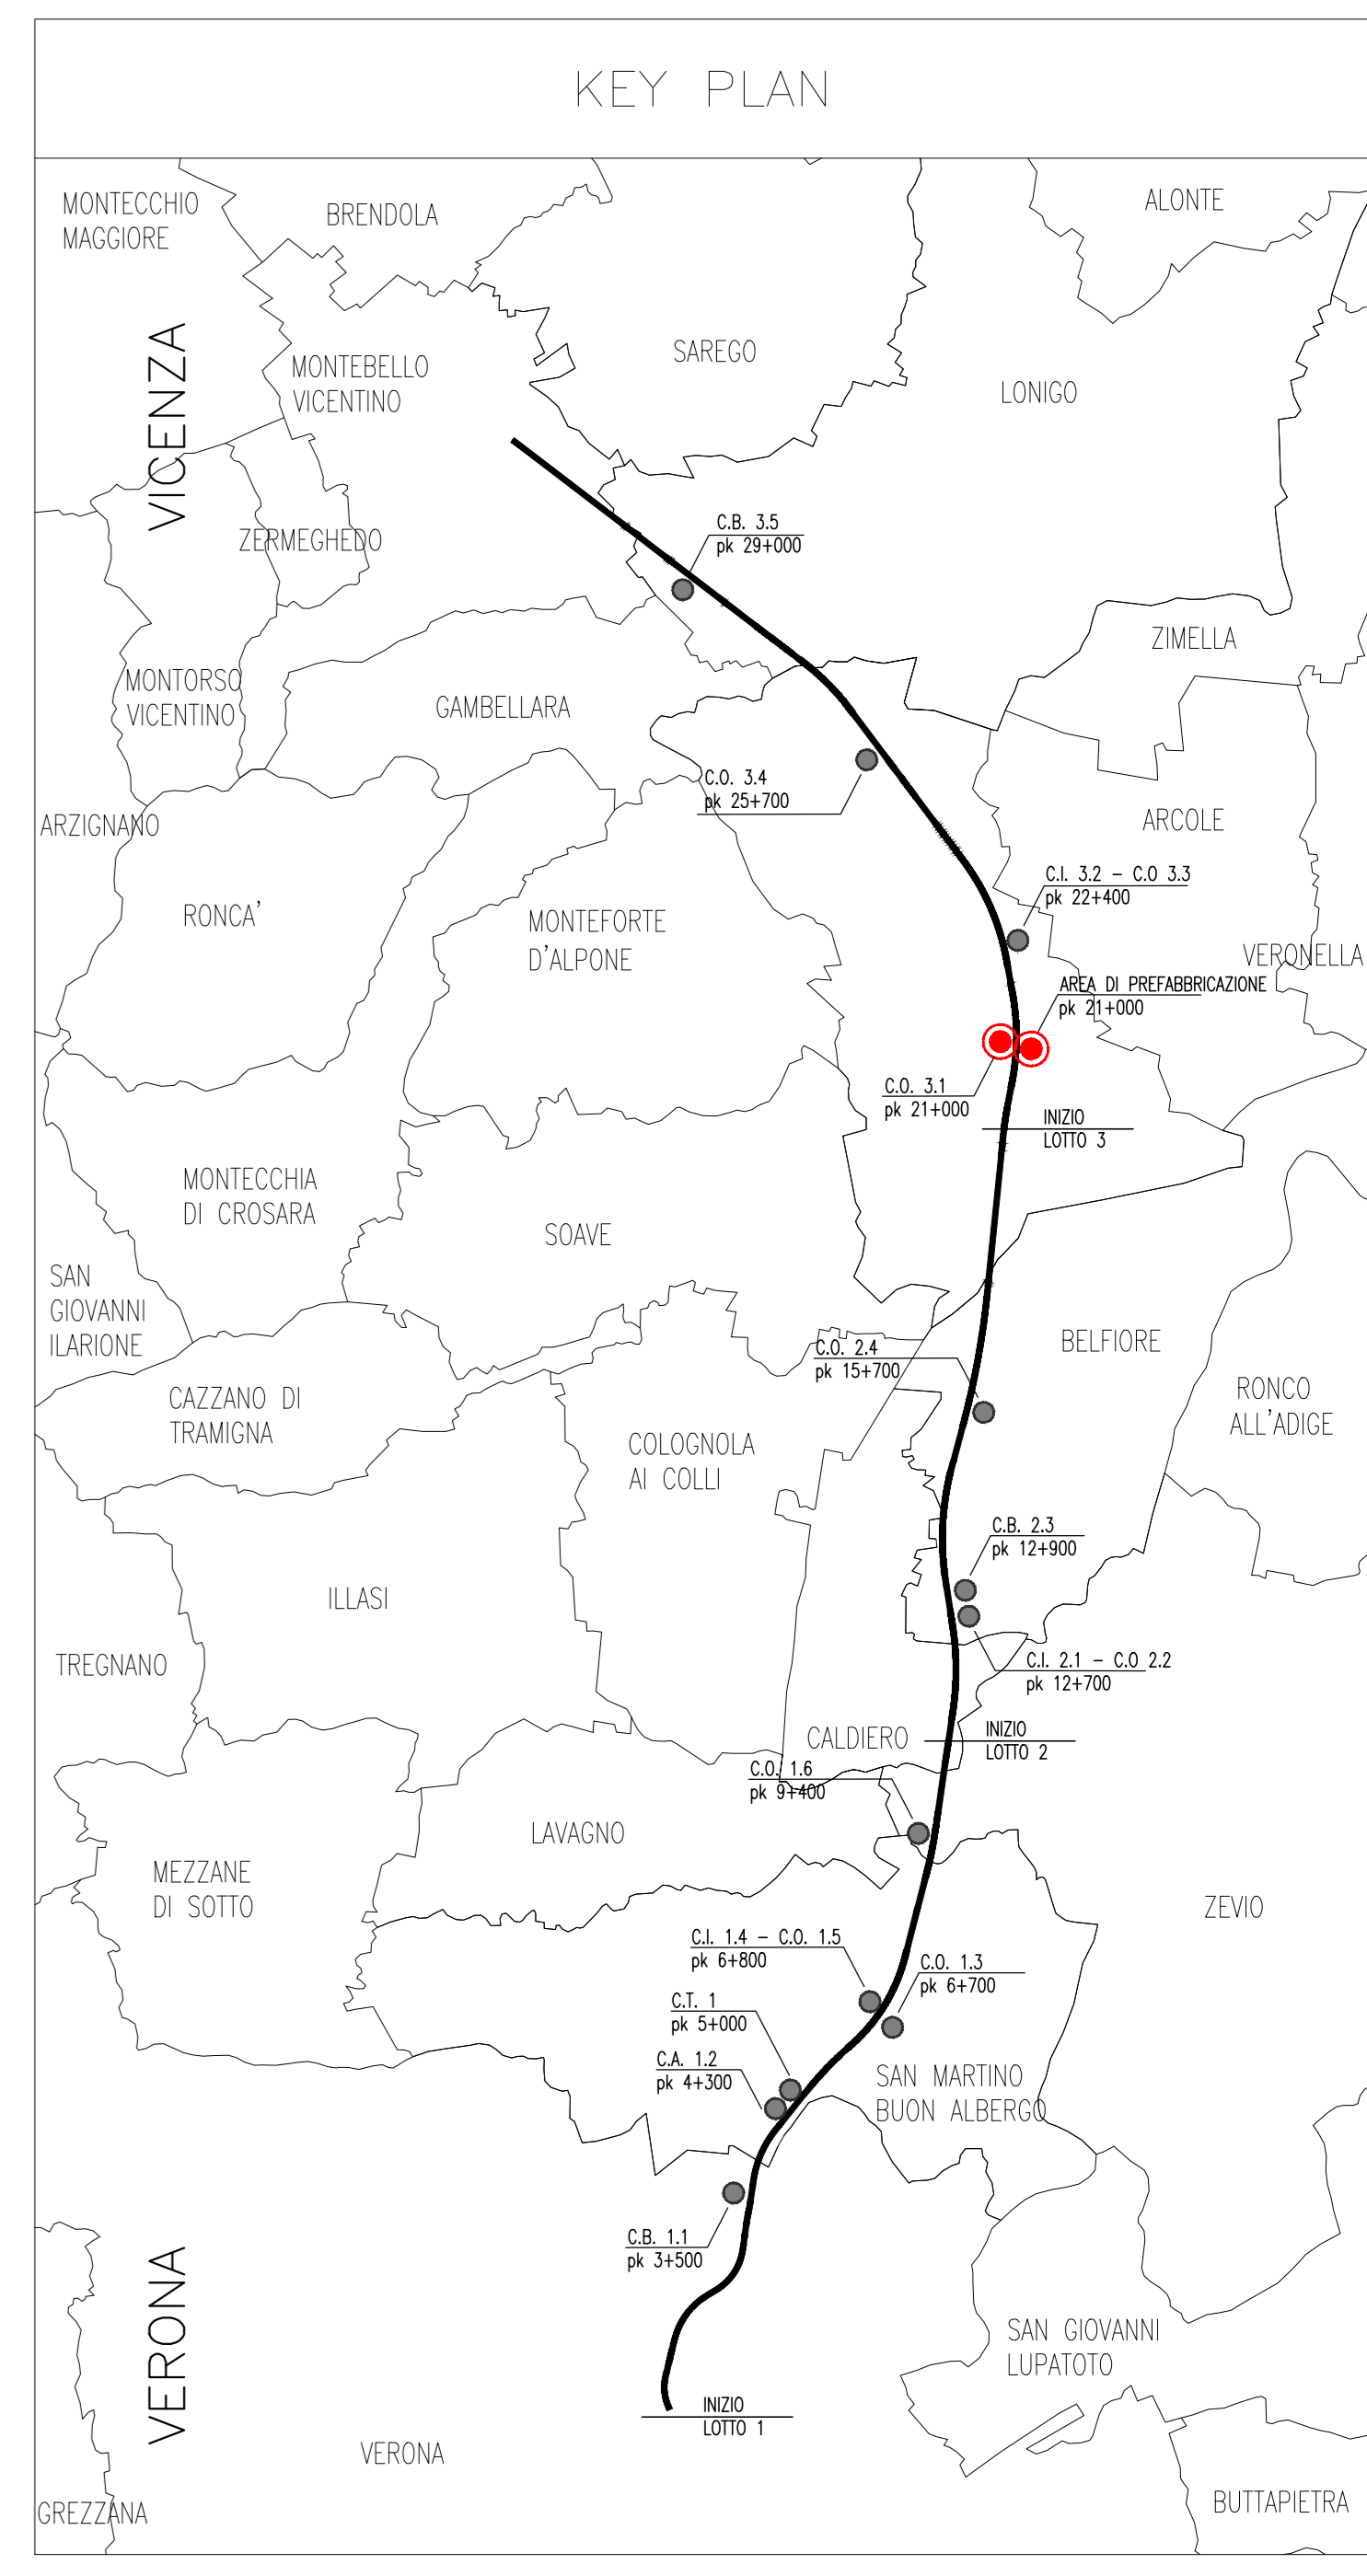 KEY PLAN
MONTECCHIO
MAGGIORE
BRENDOLA
ALONTE
VICENZA
MONTEBELLO
VICENTINO
SAREGO
LONIGO
C.B. 3.5
pk 29+000
ZERMEGHEDO
ZIMELLA
MONTORSO
VICENTINO
GAMBELLARA
C.O. 3.4
pk 25+700
ARZIGNANO
ARCOLE
C.I. 3.2 - C.O 3.3
pk 22+400
RONCA'
MONTEFORTE
D'ALPONE
VERONELLA
AREA DI PREFABBRICAZIONE
pk 21+000
C.O. 3.1
pk 21+000
INIZIO
LOTTO 3
MONTECCHIA
DI CROSARA
SOAVE
SAN
GIOVANNI
ILARIONE
C.O. 2.4
pk 15+700
BELFIORE
CAZZANO DI
TRAMIGNA
RONCO
ALL'ADIGE
COLOGNOLA
AI COLLI
C.B. 2.3
pk 12+900
ILLASI
TREGNANO
C.I. 2.1 - C.O 2.2
pk 12+700
CALDIERO
INIZIO
LOTTO 2
C.O. 1.6
pk 9+400
LAVAGNO
MEZZANE
DI SOTTO
ZEVIO
C.I. 1.4 - C.O. 1.5
pk 6+800
C.O. 1.3
pk 6+700
C.T. 1
pk 5+000
C.A. 1.2
pk 4+300
SAN MARTINO
BUON ALBERGO
C.B. 1.1
pk 3+500
VERONA
SAN GIOVANNI
LUPATOTO
INIZIO
LOTTO 1
VERONA
GREZZANA
BUTTAPIETRA